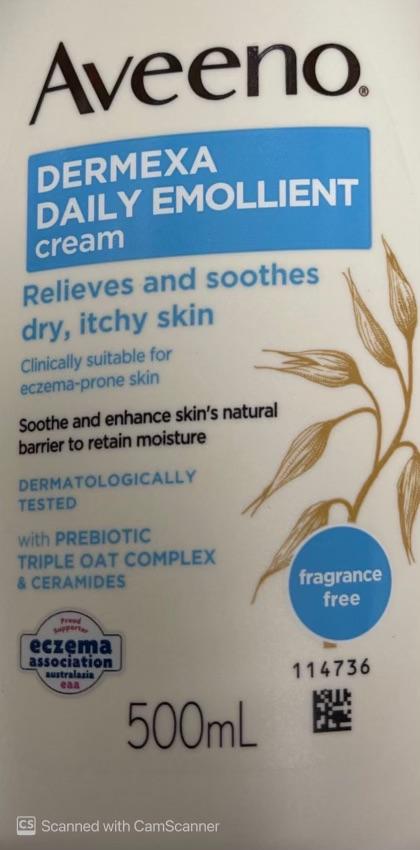 Aveeno®
DERMEXA
DAILY EMOLLIENT
cream
Relieves and soothes
dry, itchy skin
Clinically suitable for
eczema-prone skin
Soothe and enhance skin's natural
barrier to retain moisture
DERMATOLOGICALLY
TESTED
with PREBIOTIC
TRIPLE OAT COMPLEX
& CERAMIDES
fragrance
free
Proud
Supporter
eczema
association
australasia
eaa
114736
500mL
CS Scanned with CamScanner